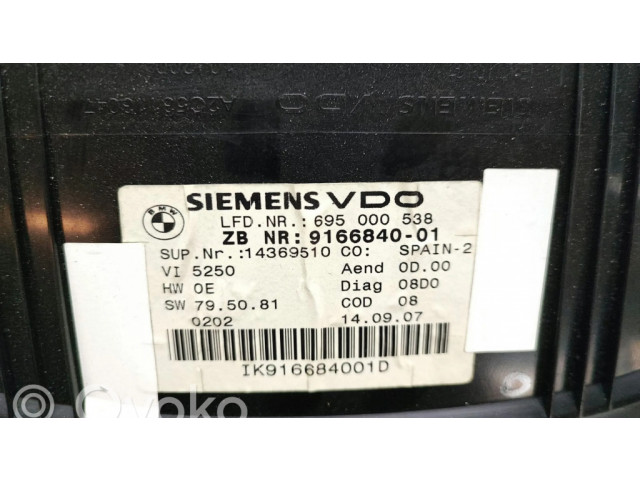 BMW
SIEMENS VDO
LFD.NR.: 695 000 538
ZB NR: 9166840-01
SUP.Nr.:14369510 CO: SPAIN-2
VI 5250 Aend 0D.00
HW 0E Diag 08D0
SW 79.50.81 COD 08
0202 14.09.07
IK916684001D
ovoko